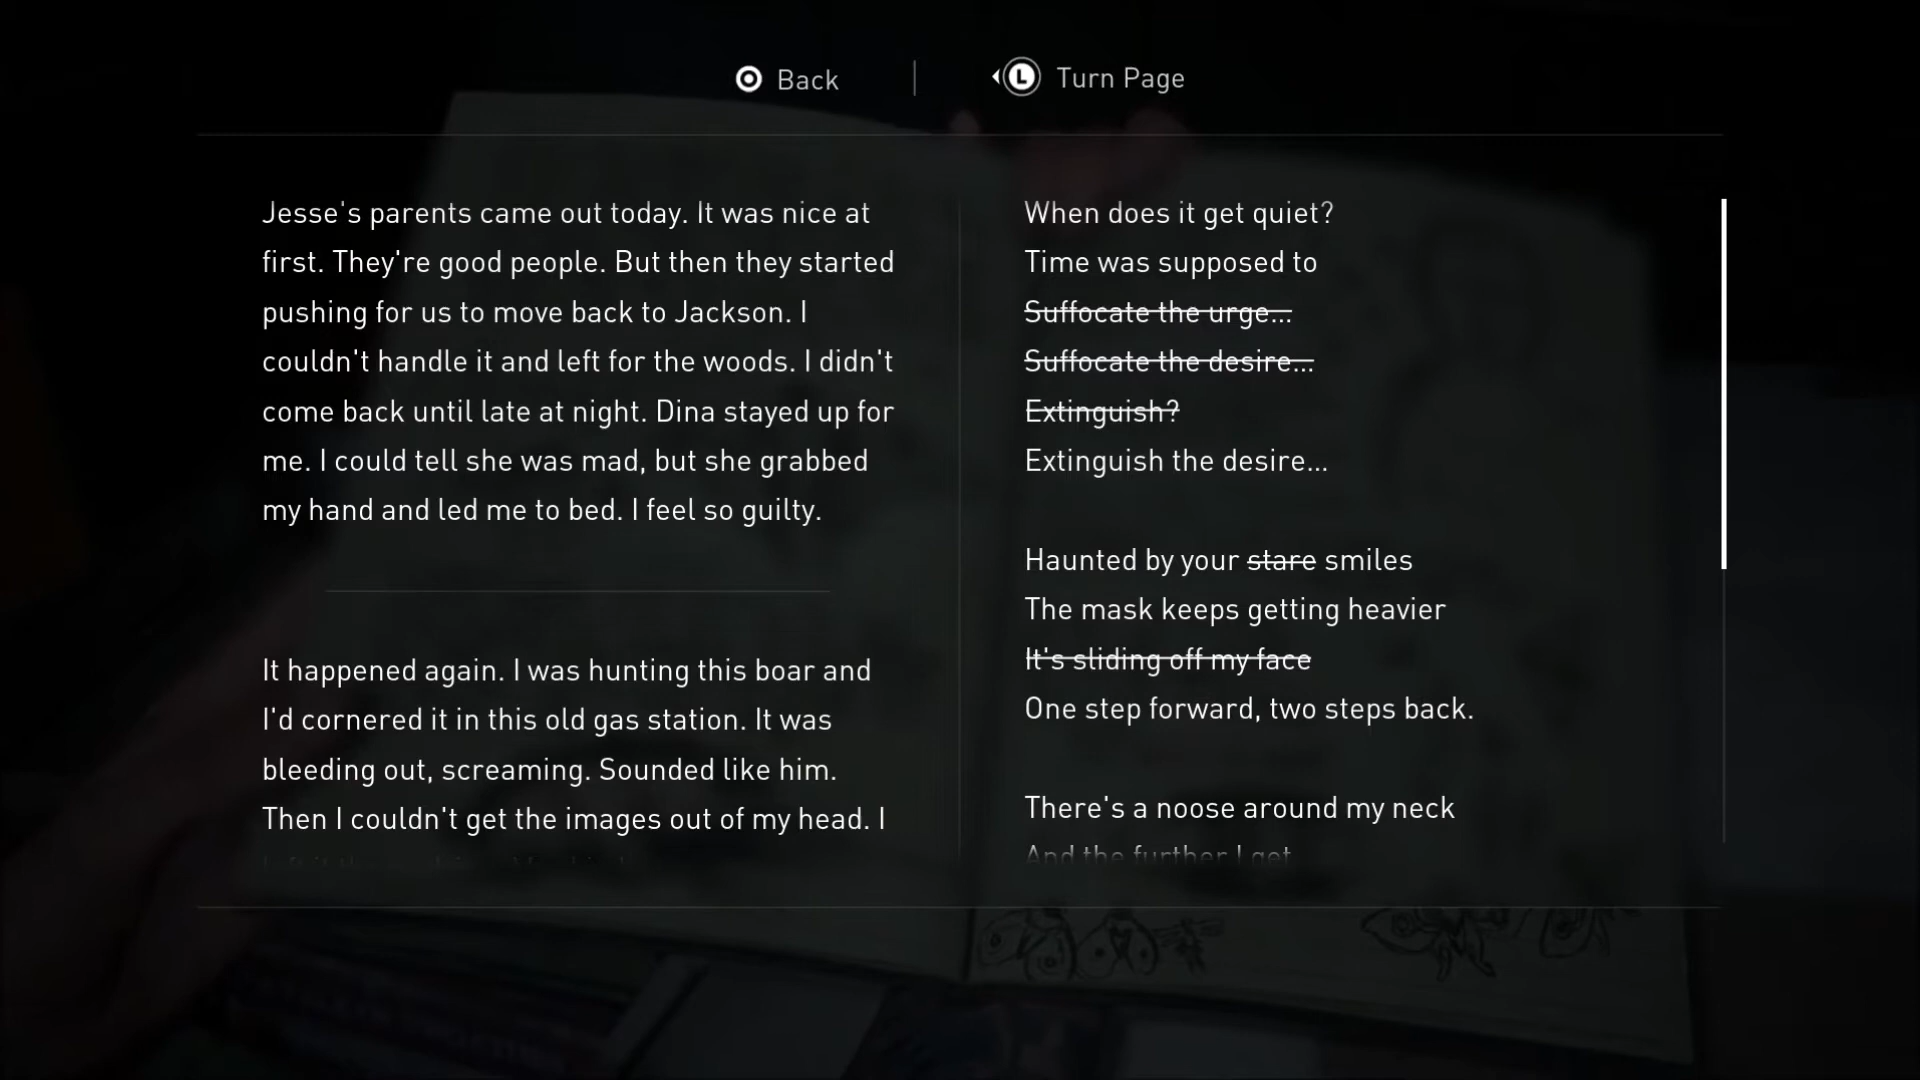 Back
Turn Page
Jesse's parents came out today. It was nice at
first. They're good people. But then they started
pushing for us to move back to Jackson. I
couldn't handle it and left for the woods. I didn't
come back until late at night. Dina stayed up for
me. I could tell she was mad, but she grabbed
my hand and led me to bed. I feel so guilty.
It happened again. I was hunting this boar and
I'd cornered it in this old gas station. It was
bleeding out, screaming. Sounded like him.
Then I couldn't get the images out of my head. I
When does it get quiet?
Time was supposed to
Suffocate the urge...
Suffocate the desire...
Extinguish?
Extinguish the desire...
Haunted by your stare smiles
The mask keeps getting heavier
It's sliding off my face
One step forward, two steps back.
There's a noose around my neck
And the further I get